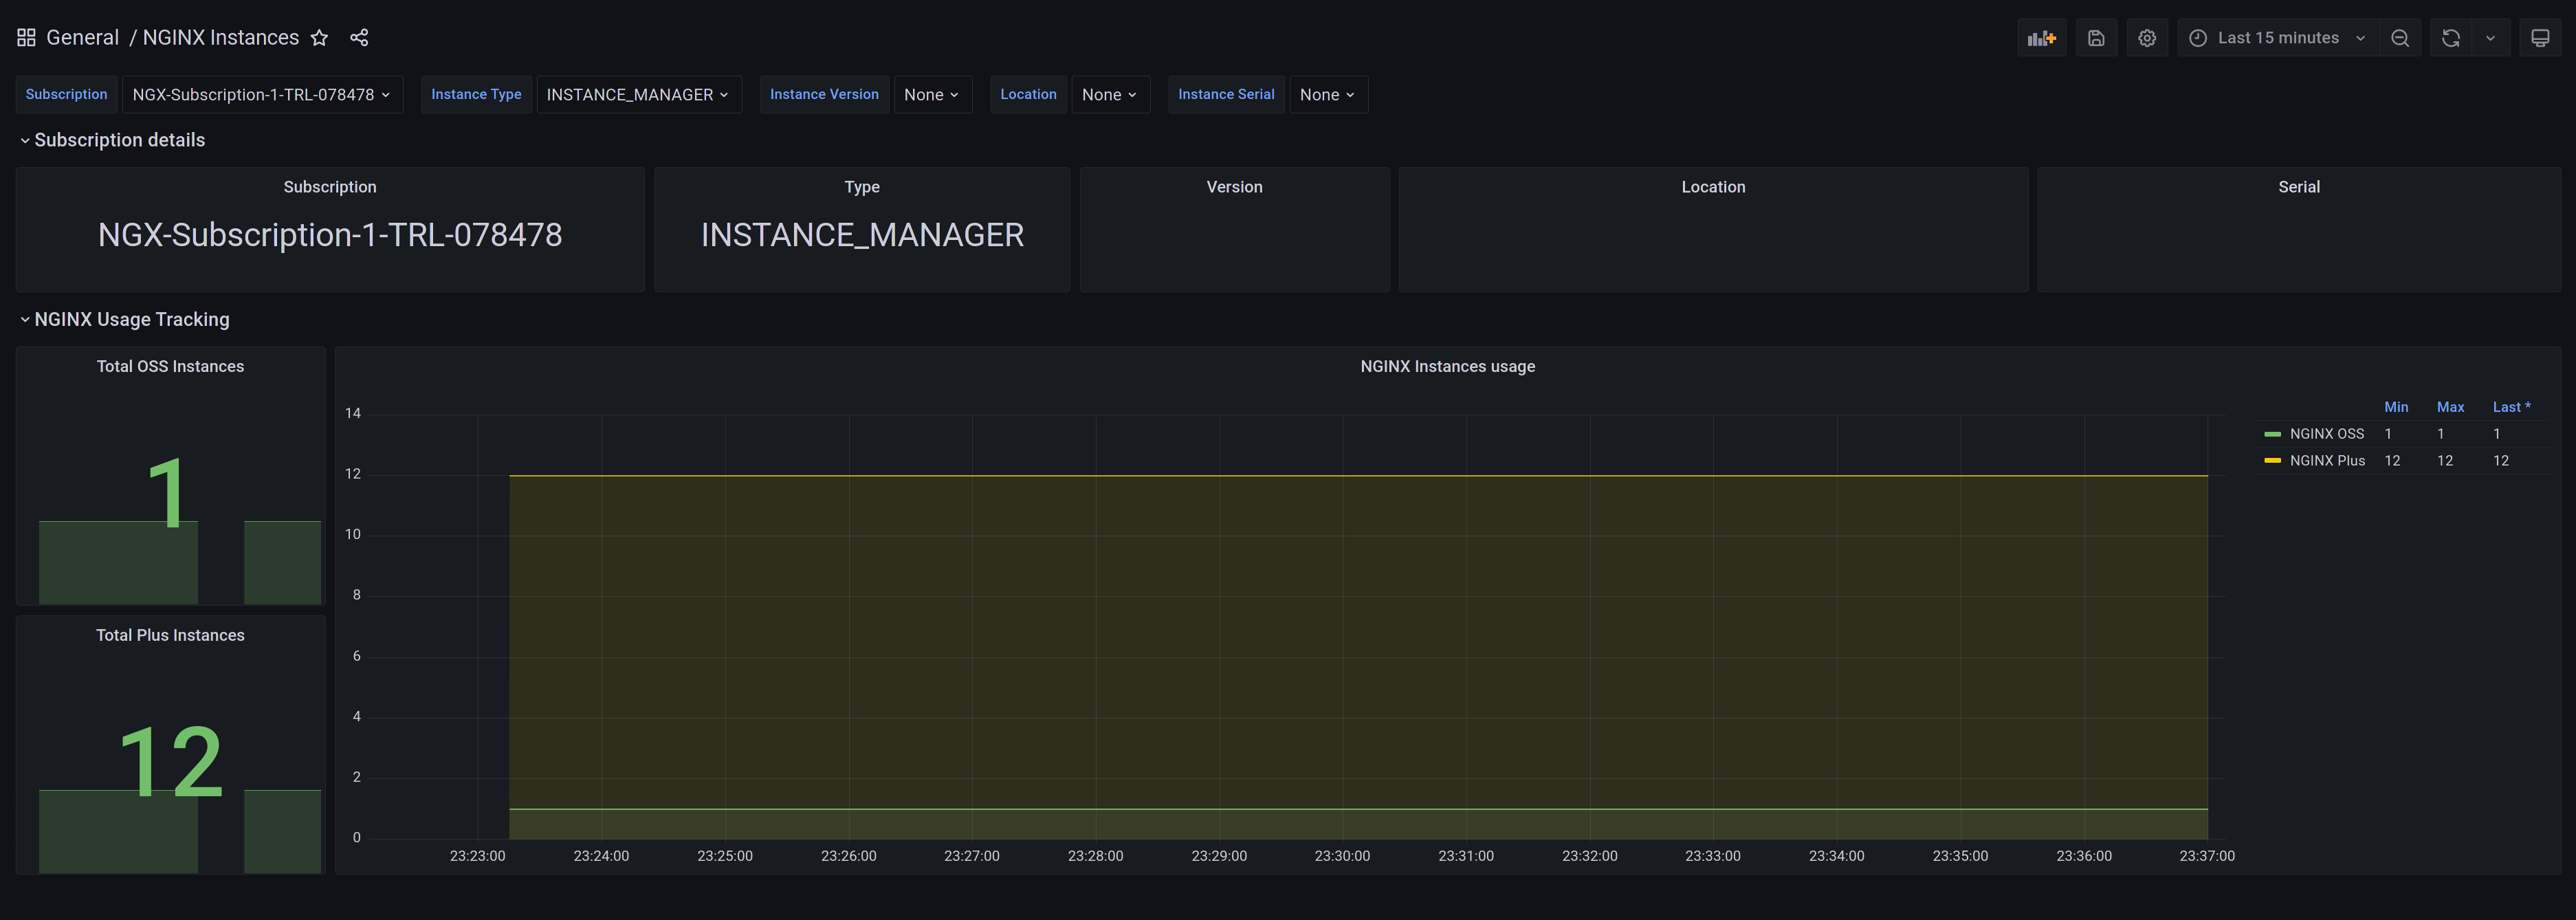 General / NGINX Instances
Last 15 minutes
Subscription NGX-Subscription-1-TRL-078478 Instance Type INSTANCE_MANAGER Instance Version None Location None Instance Serial None
Subscription details
Subscription Type Version Location Serial
NGX-Subscription-1-TRL-078478 INSTANCE_MANAGER
NGINX Usage Tracking
Total OSS Instances
1
Total Plus Instances
12
NGINX Instances usage
14
12
10
8
6
4
2
0
23:23:00 23:24:00 23:25:00 23:26:00 23:27:00 23:28:00 23:29:00 23:30:00 23:31:00 23:32:00 23:33:00 23:34:00 23:35:00 23:36:00 23:37:00
Min Max Last *
NGINX OSS 1 1 1
NGINX Plus 12 12 12